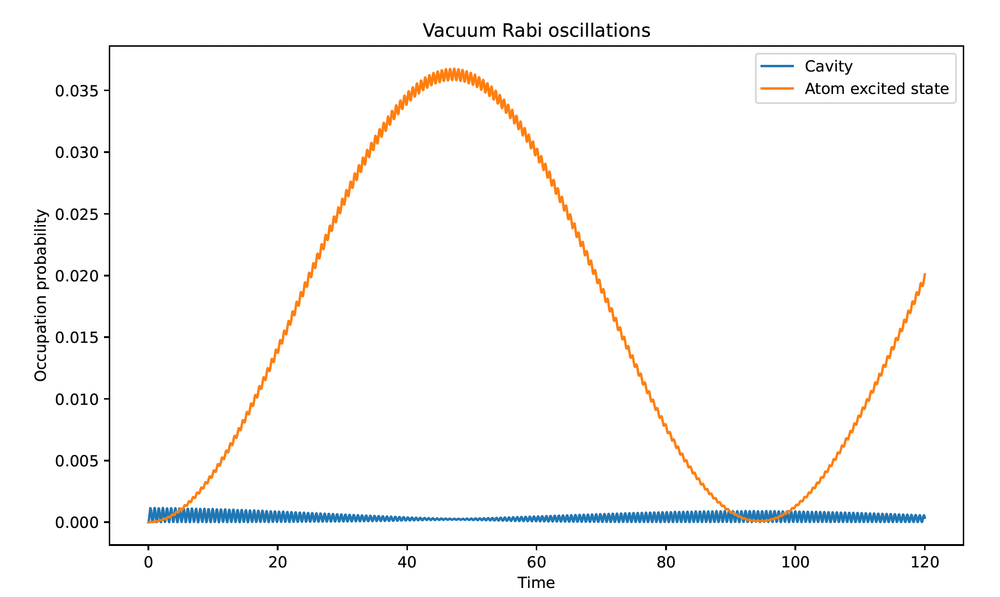 Vacuum Rabi oscillations
Cavity
Atom excited state
Occupation probability
0.035
0.030
0.025
0.020
0.015
0.010
0.005
0.000
0 20 40 60 80 100 120
Time